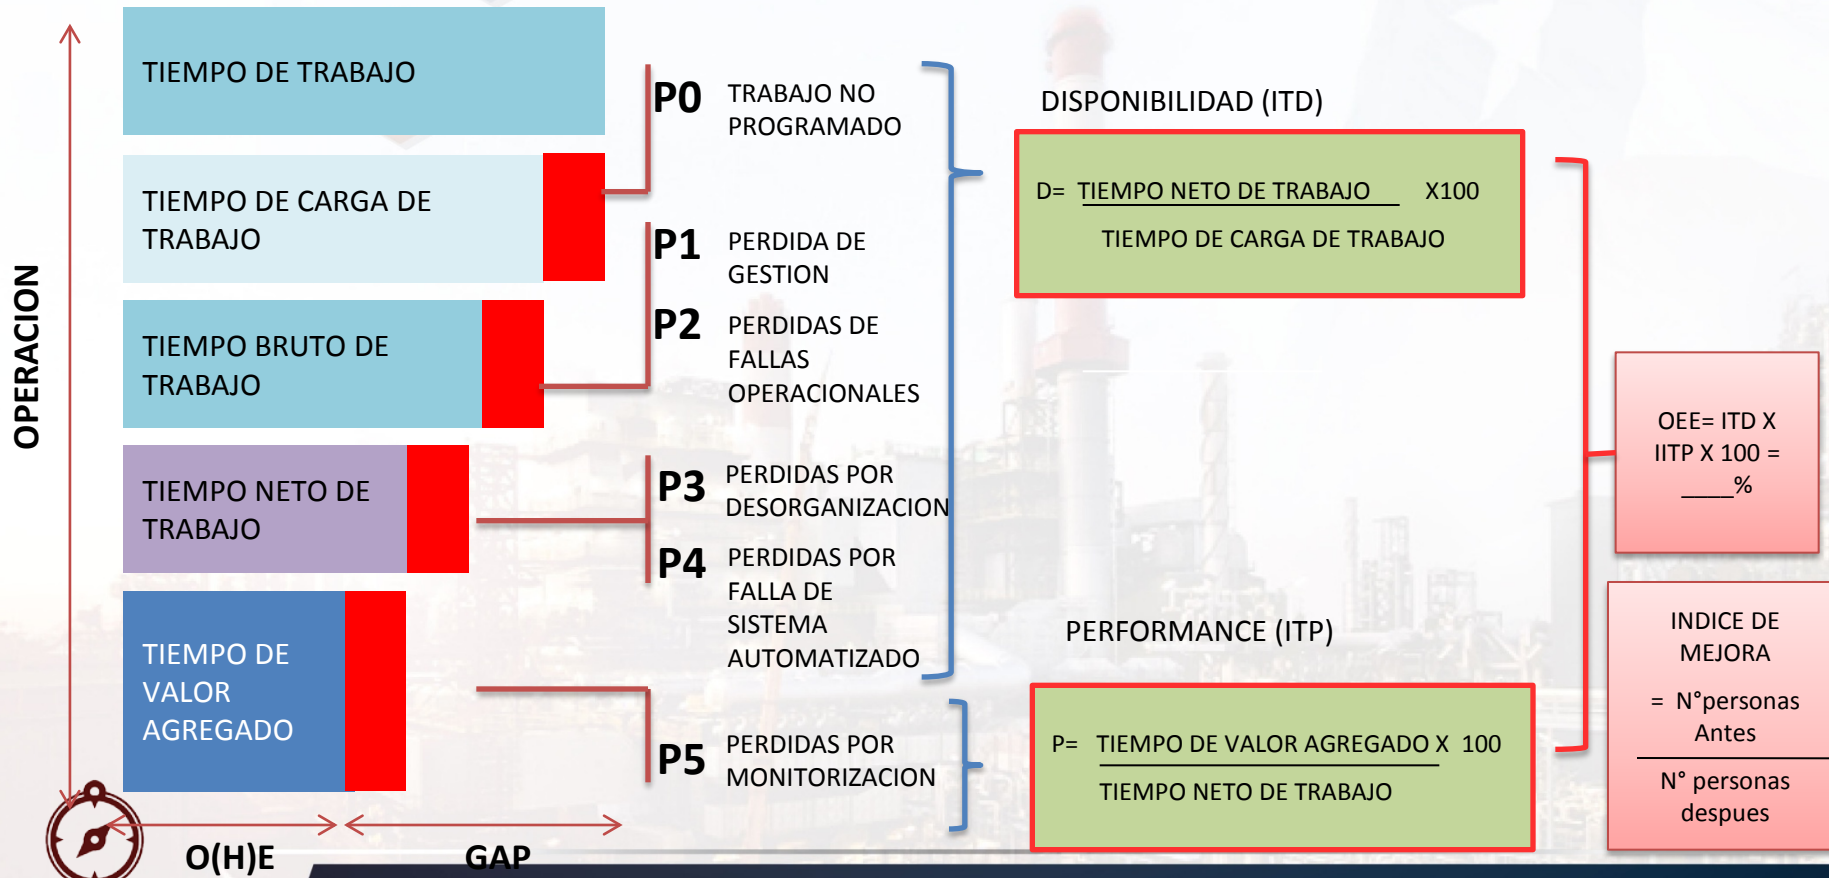 OPERACION
TIEMPO DE TRABAJO
TIEMPO DE CARGA DE
TRABAJO
TIEMPO BRUTO DE
TRABAJO
TIEMPO NETO DE
TRABAJO
TIEMPO DE
VALOR
AGREGADO
O(H)E
GAP
P0
TRABAJO NO
PROGRAMADO
P1
PERDIDA DE
GESTION
P2
PERDIDAS DE
FALLAS
OPERACIONALES
P3
PERDIDAS POR
DESORGANIZACION
P4
PERDIDAS POR
FALLA DE
SISTEMA
AUTOMATIZADO
P5
PERDIDAS POR
MONITORIZACION
DISPONIBILIDAD (ITD)
D= TIEMPO NETO DE TRABAJO X100
TIEMPO DE CARGA DE TRABAJO
PERFORMANCE (ITP)
P= TIEMPO DE VALOR AGREGADO X 100
TIEMPO NETO DE TRABAJO
OEE= ITD X
IITP X 100 =
____%
INDICE DE
MEJORA
= N°personas
Antes
N° personas
despues